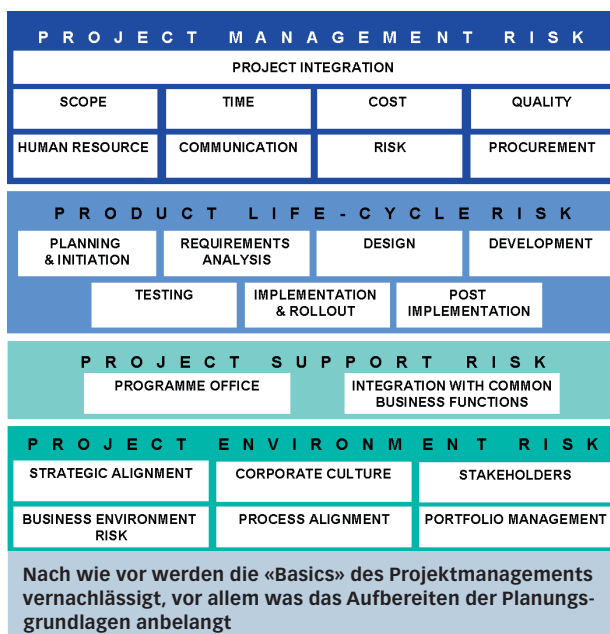 PROJECT MANAGEMENT RISK
PROJECT INTEGRATION
SCOPE TIME COST QUALITY
HUMAN RESOURCE COMMUNICATION RISK PROCUREMENT
PRODUCT LIFE-CYCLE RISK
PLANNING REQUIREMENTS DESIGN DEVELOPMENT
& INITIATION ANALYSIS
TESTING IMPLEMENTATION POST
& ROLLOUT IMPLEMENTATION
PROJECT SUPPORT RISK
PROGRAMME OFFICE INTEGRATION WITH COMMON
BUSINESS FUNCTIONS
PROJECT ENVIRONMENT RISK
STRATEGIC ALIGNMENT CORPORATE CULTURE STAKEHOLDERS
BUSINESS ENVIRONMENT PROCESS ALIGNMENT PORTFOLIO MANAGEMENT
RISK
Nach wie vor werden die «Basics» des Projektmanagements
vernachlässigt, vor allem was das Aufbereiten der Planungs-
grundlagen anbelangt